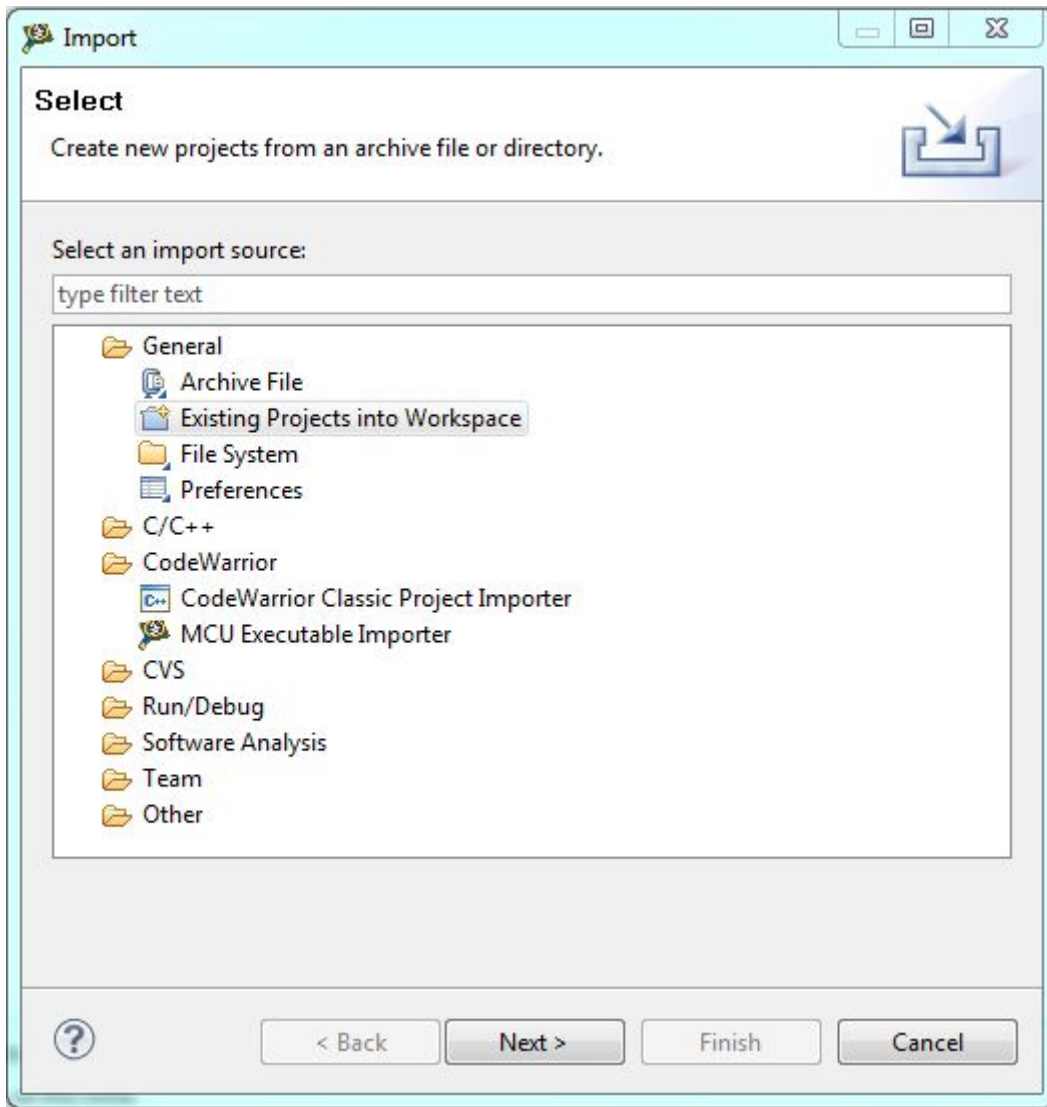 Import
Select
Create new projects from an archive file or directory.
Select an import source:
type filter text
General
Archive File
Existing Projects into Workspace
File System
Preferences
C/C++
CodeWarrior
C++ CodeWarrior Classic Project Importer
MCU Executable Importer
CVS
Run/Debug
Software Analysis
Team
Other
? < Back Next > Finish Cancel